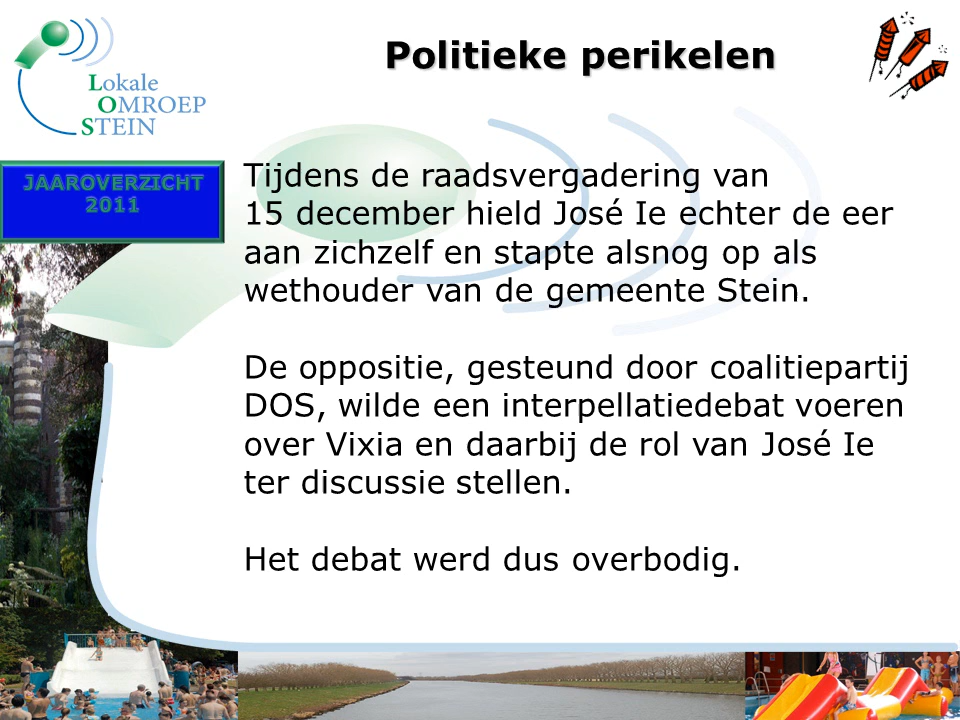 Politieke perikelen
Lokale
OMROEP
STEIN
JAAROVERZICHT
2011
Tijdens de raadsvergadering van
15 december hield José Ie echter de eer
aan zichzelf en stapte alsnog op als
wethouder van de gemeente Stein.
De oppositie, gesteund door coalitiepartij
DOS, wilde een interpellatiedebat voeren
over Vixia en daarbij de rol van José Ie
ter discussie stellen.
Het debat werd dus overbodig.